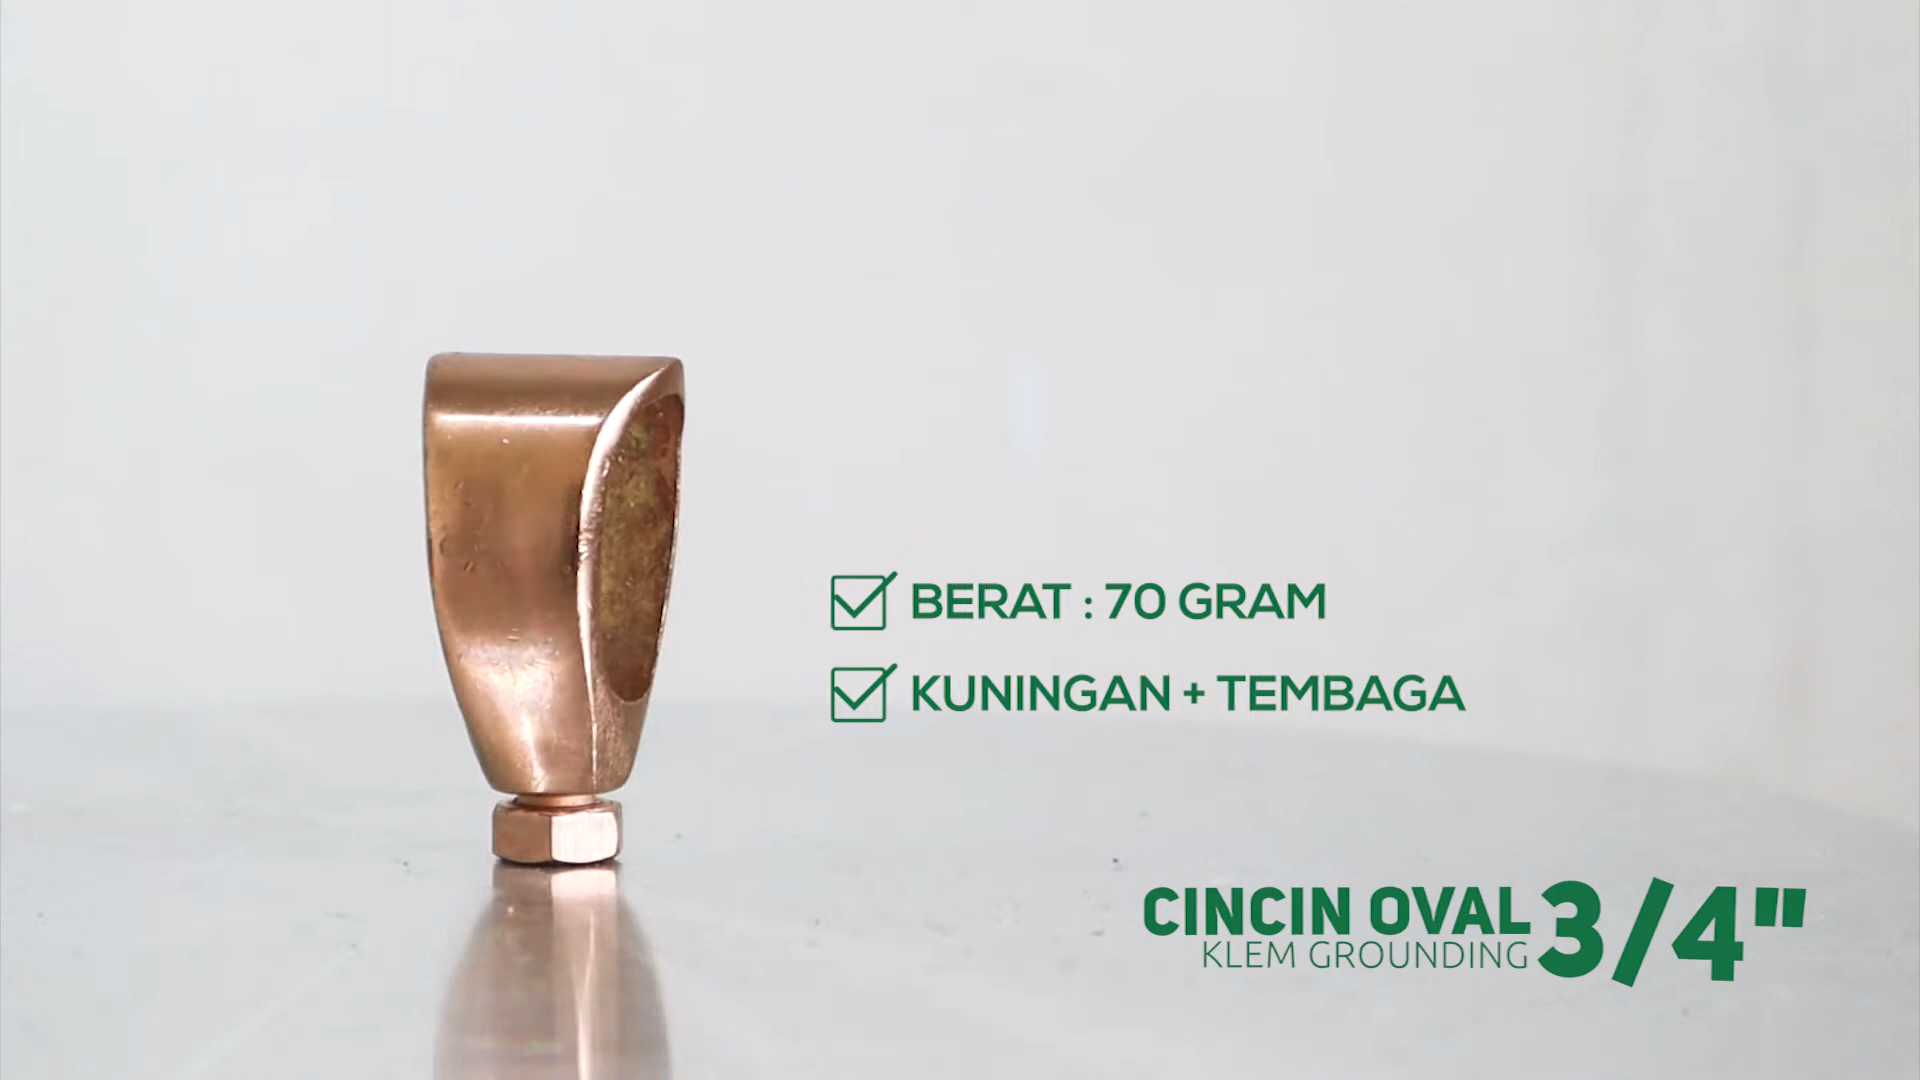 BERAT : 70 GRAM
KUNINGAN + TEMBAGA
CINCIN OVAL 3/4"
KLEM GROUNDING